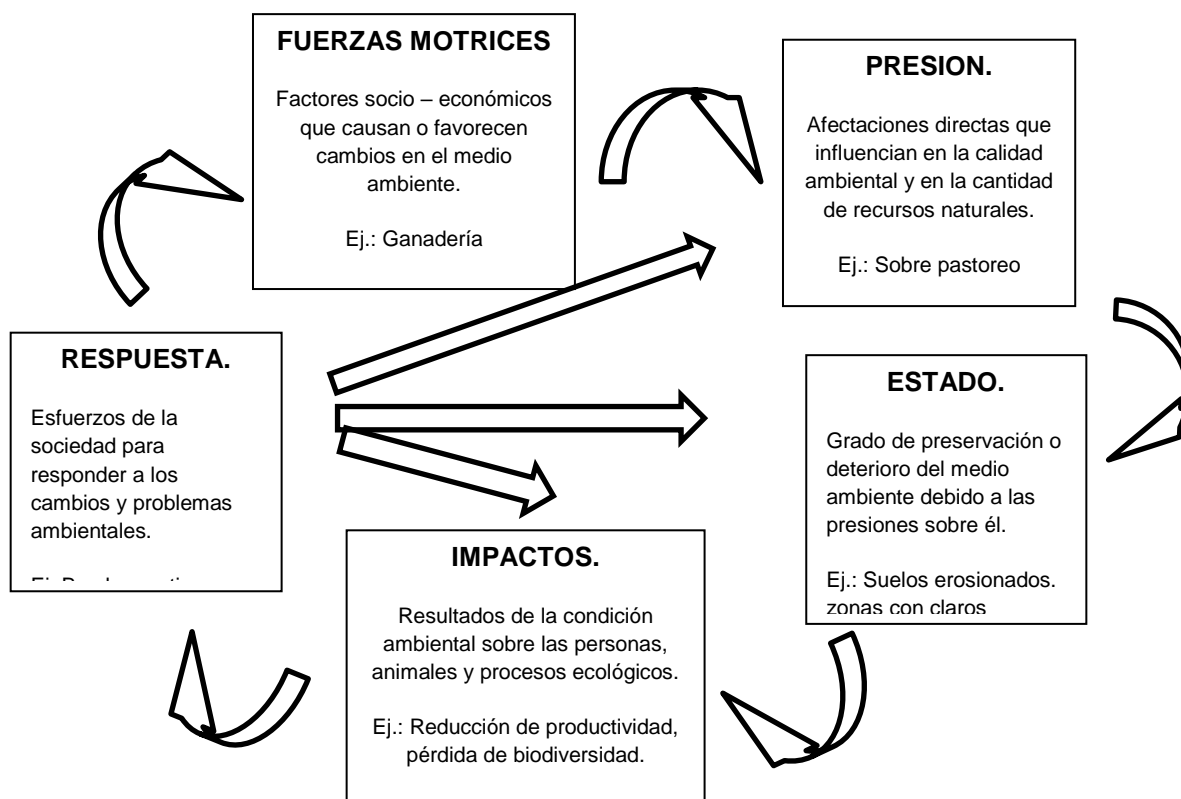 FUERZAS MOTRICES
Factores socio – económicos
que causan o favorecen
cambios en el medio
ambiente.
Ej.: Ganadería
PRESION.
Afectaciones directas que
influencian en la calidad
ambiental y en la cantidad
de recursos naturales.
Ej.: Sobre pastoreo
RESPUESTA.
Esfuerzos de la
sociedad para
responder a los
cambios y problemas
ambientales.
ESTADO.
Grado de preservación o
deterioro del medio
ambiente debido a las
presiones sobre él.
Ej.: Suelos erosionados.
zonas con claros
IMPACTOS.
Resultados de la condición
ambiental sobre las personas,
animales y procesos ecológicos.
Ej.: Reducción de productividad,
pérdida de biodiversidad.